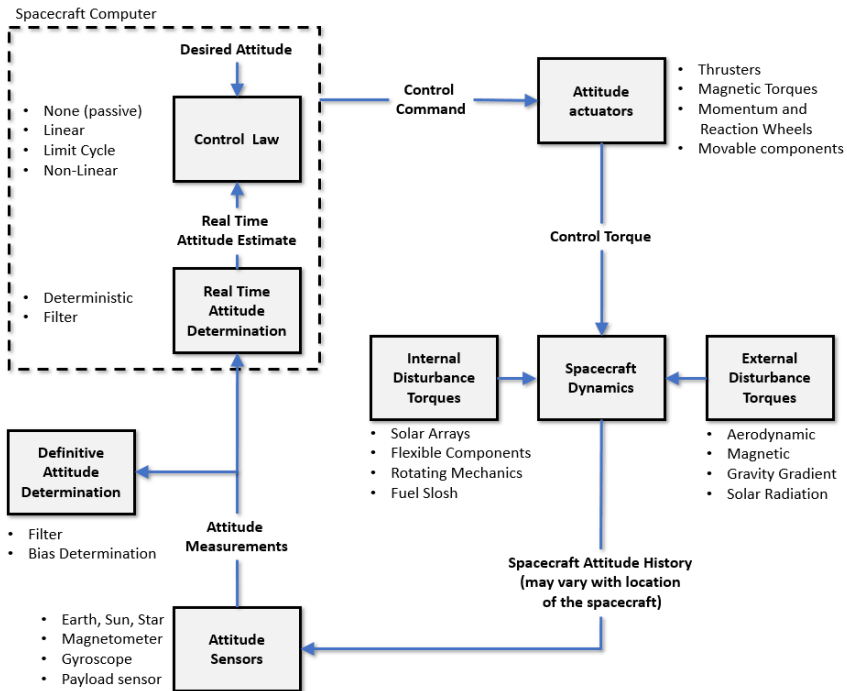 Spacecraft Computer
Desired Attitude
• None (passive)
• Linear
• Limit Cycle
• Non-Linear
Control Law
Control
Command
Attitude
actuators
• Thrusters
• Magnetic Torques
• Momentum and
Reaction Wheels
• Movable components
Real Time
Attitude Estimate
Control Torque
• Deterministic
• Filter
Real Time
Attitude
Determination
Internal
Disturbance
Torques
Spacecraft
Dynamics
External
Disturbance
Torques
• Solar Arrays
• Flexible Components
• Rotating Mechanics
• Fuel Slosh
• Aerodynamic
• Magnetic
• Gravity Gradient
• Solar Radiation
Definitive
Attitude
Determination
• Filter
• Bias Determination
Attitude
Measurements
Spacecraft Attitude History
(may vary with location
of the spacecraft)
• Earth, Sun, Star
• Magnetometer
• Gyroscope
• Payload sensor
Attitude
Sensors